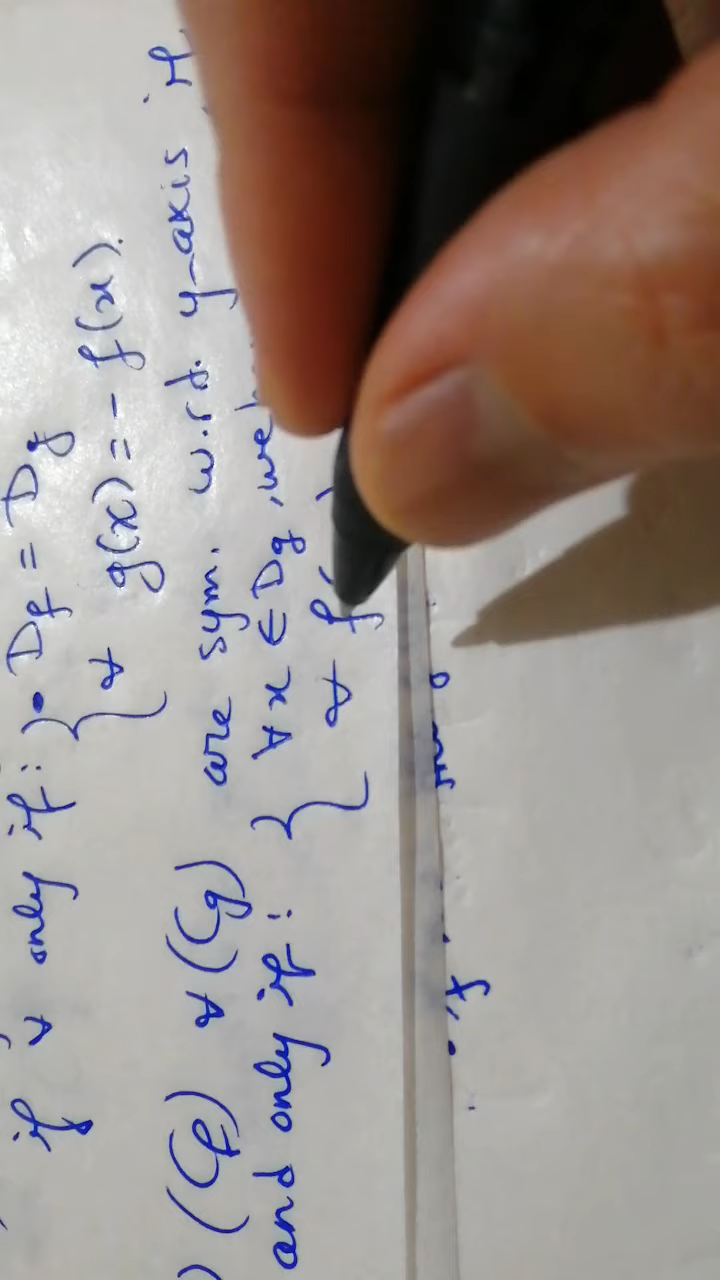 if & only if: { • Df = Dg
& g(x) = - f(x).
) (Cf) & (Cg) are sym. w.r.t. y-axis if
and only if: { ∀x ∈ Dg, we
& f